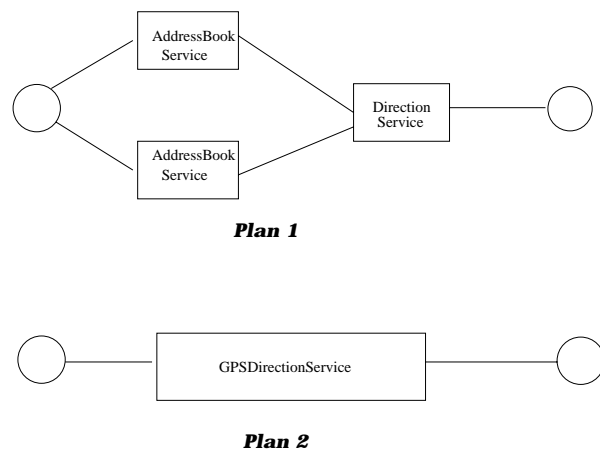 AddressBook
Service
Direction
Service
AddressBook
Service
Plan 1
GPSDirectionService
Plan 2